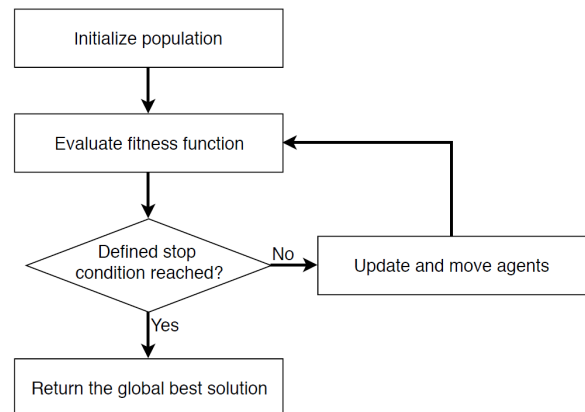 Initialize population
Evaluate fitness function
Defined stop
condition reached?
No
Update and move agents
Yes
Return the global best solution